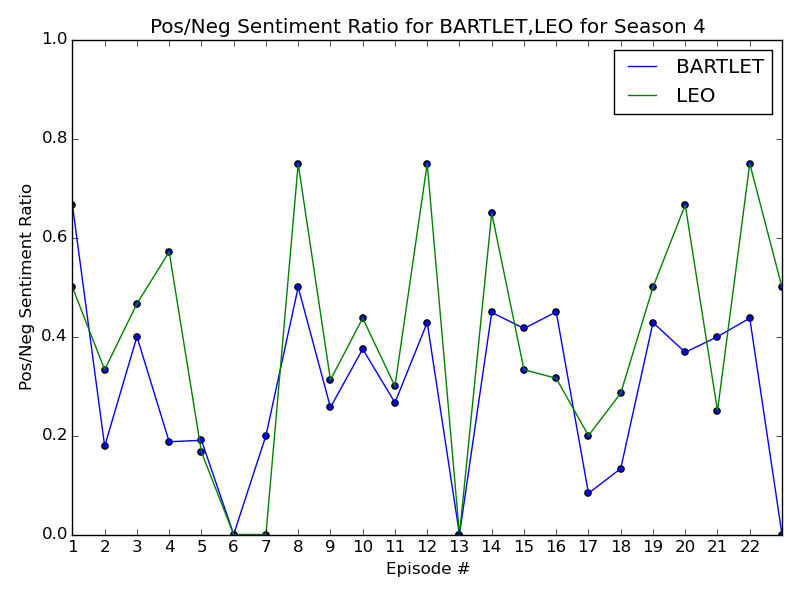 Pos/Neg Sentiment Ratio for BARTLET,LEO for Season 4
1.0
BARTLET
LEO
0.8
0.6
Pos/Neg Sentiment Ratio
0.4
0.2
0.0
1 2 3 4 5 6 7 8 9 10 11 12 13 14 15 16 17 18 19 20 21 22
Episode #